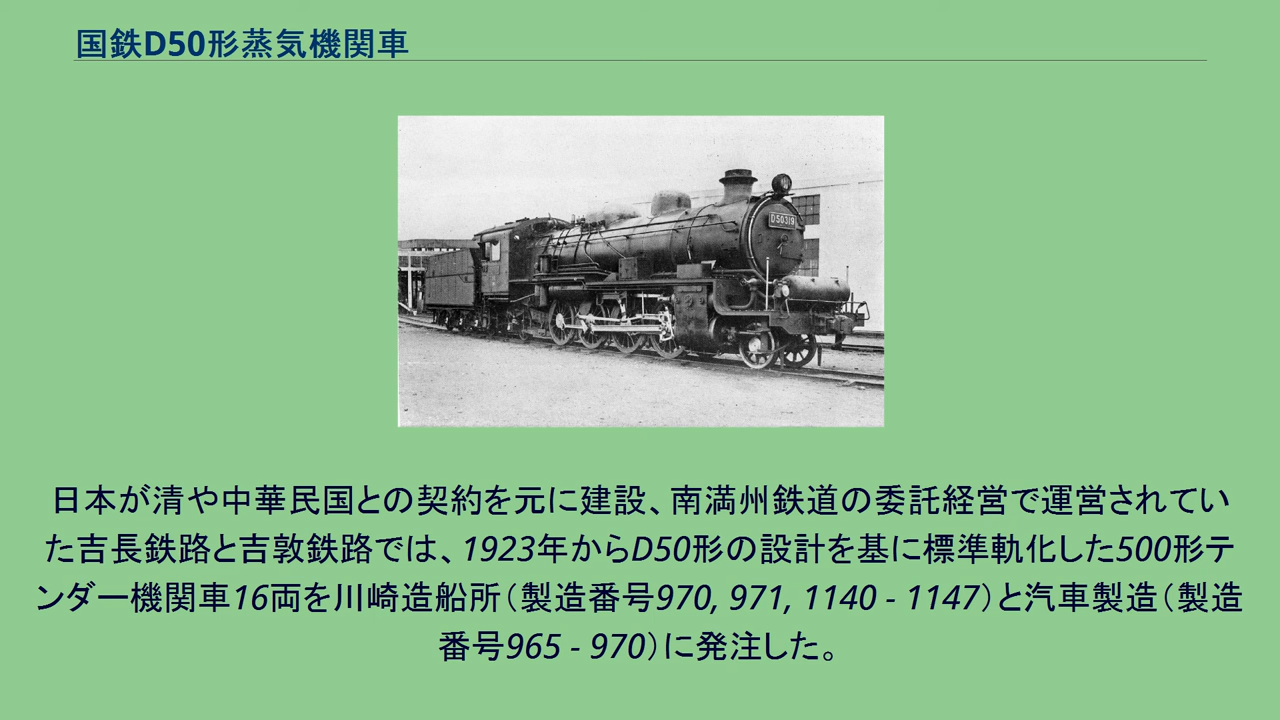 国鉄D50形蒸気機関車
D50319
日本が清や中華民国との契約を元に建設、南満州鉄道の委託経営で運営されてい
た吉長鉄路と吉敦鉄路では、1923年からD50形の設計を基に標準軌化した500形テ
ンダー機関車16両を川崎造船所（製造番号970, 971, 1140 - 1147）と汽車製造（製造
番号965 - 970）に発注した。